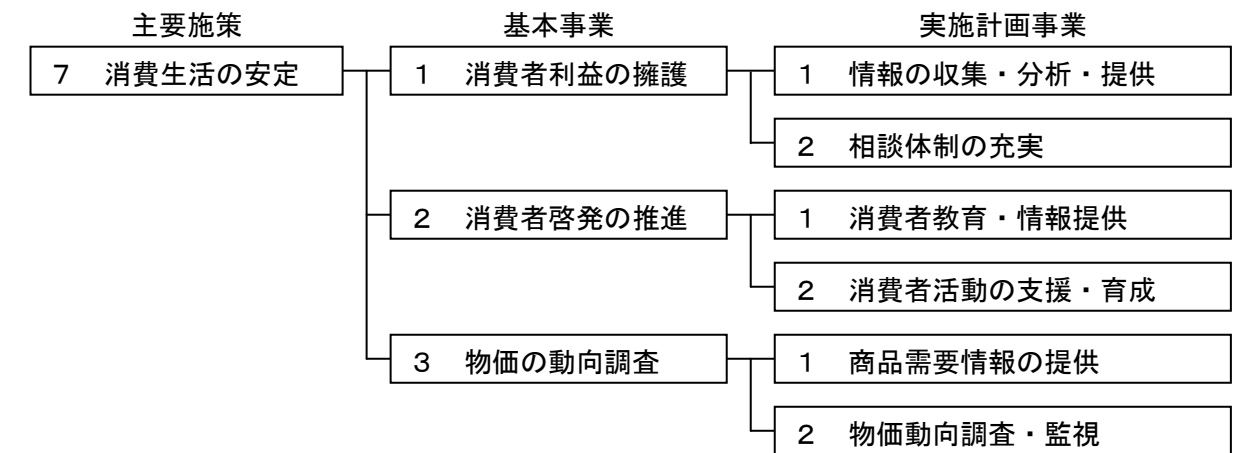 主要施策 基本事業 実施計画事業
7 消費生活の安定 1 消費者利益の擁護 1 情報の収集・分析・提供
2 相談体制の充実
2 消費者啓発の推進 1 消費者教育・情報提供
2 消費者活動の支援・育成
3 物価の動向調査 1 商品需要情報の提供
2 物価動向調査・監視